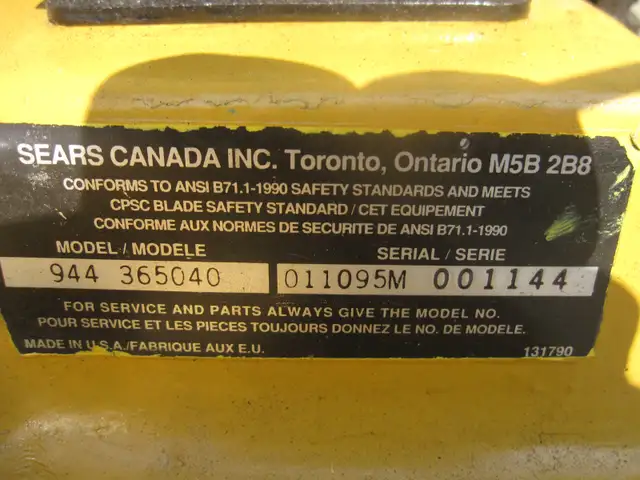 SEARS CANADA INC. Toronto, Ontario M5B 2B8
CONFORMS TO ANSI B71.1-1990 SAFETY STANDARDS AND MEETS
CPSC BLADE SAFETY STANDARD / CET EQUIPEMENT
CONFORME AUX NORMES DE SECURITE DE ANSI B71.1-1990
MODEL / MODÈLE SERIAL / SERIE
944 365040 011095M 001144
FOR SERVICE AND PARTS ALWAYS GIVE THE MODEL NO.
POUR SERVICE ET LES PIECES TOUJOURS DONNEZ LE NO. DE MODELE.
MADE IN U.S.A./FABRIQUE AUX E.U. 131790